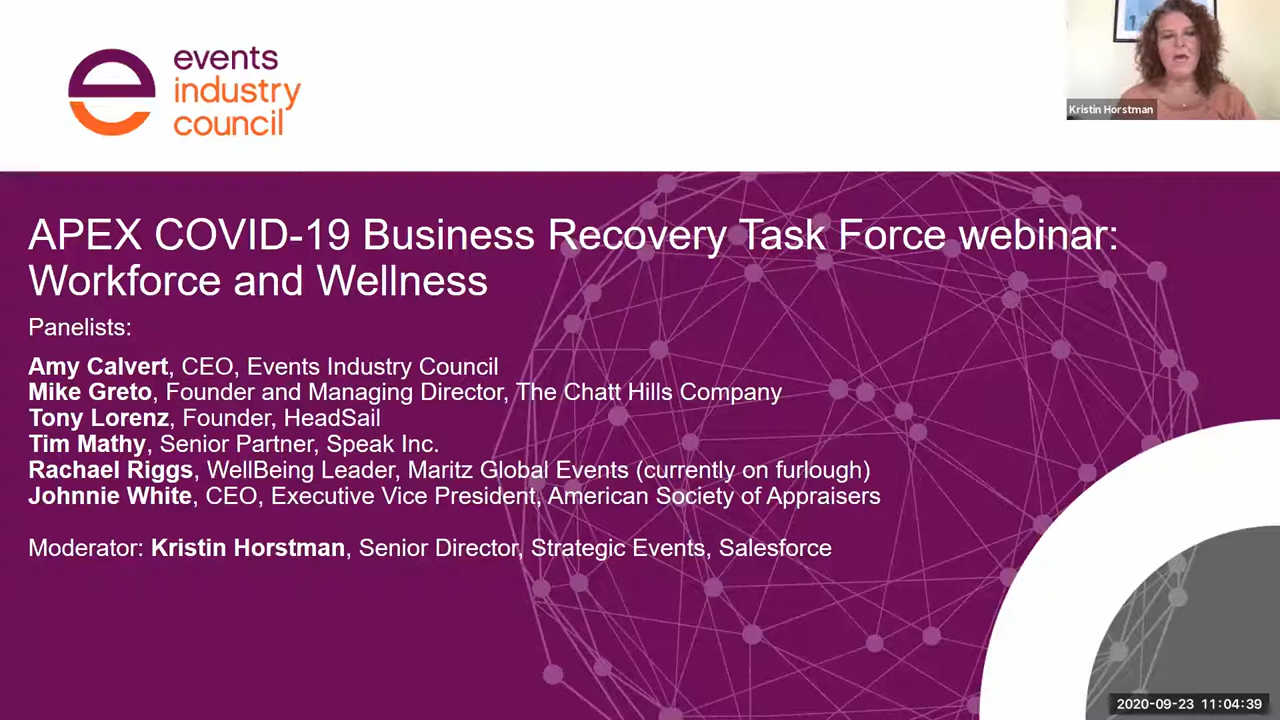 events
industry
council
Kristin Horstman
APEX COVID-19 Business Recovery Task Force webinar:
Workforce and Wellness
Panelists:
Amy Calvert, CEO, Events Industry Council
Mike Greto, Founder and Managing Director, The Chatt Hills Company
Tony Lorenz, Founder, HeadSail
Tim Mathy, Senior Partner, Speak Inc.
Rachael Riggs, WellBeing Leader, Maritz Global Events (currently on furlough)
Johnnie White, CEO, Executive Vice President, American Society of Appraisers
Moderator: Kristin Horstman, Senior Director, Strategic Events, Salesforce
2020-09-23 11:04:39